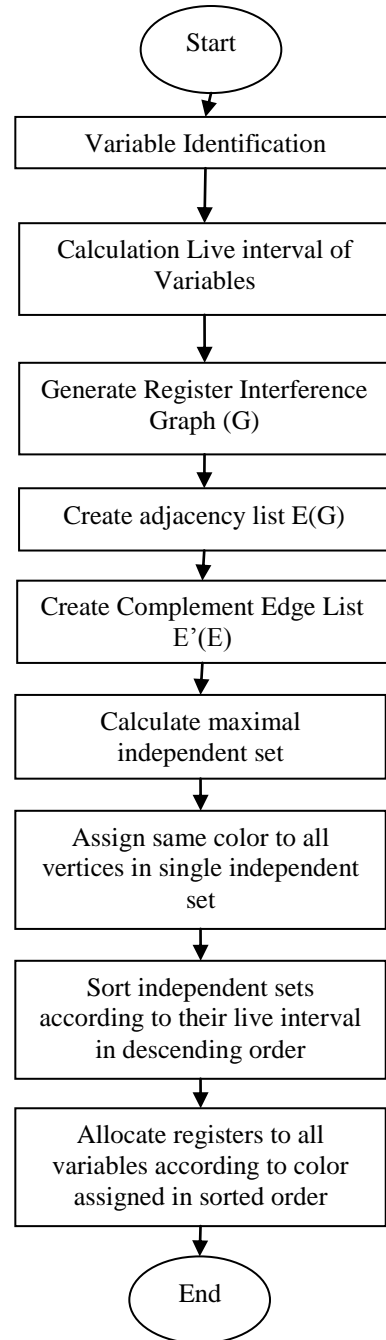 Start
Variable Identification
Calculation Live interval of
Variables
Generate Register Interference
Graph (G)
Create adjacency list E(G)
Create Complement Edge List
E’(E)
Calculate maximal
independent set
Assign same color to all
vertices in single independent
set
Sort independent sets
according to their live interval
in descending order
Allocate registers to all
variables according to color
assigned in sorted order
End